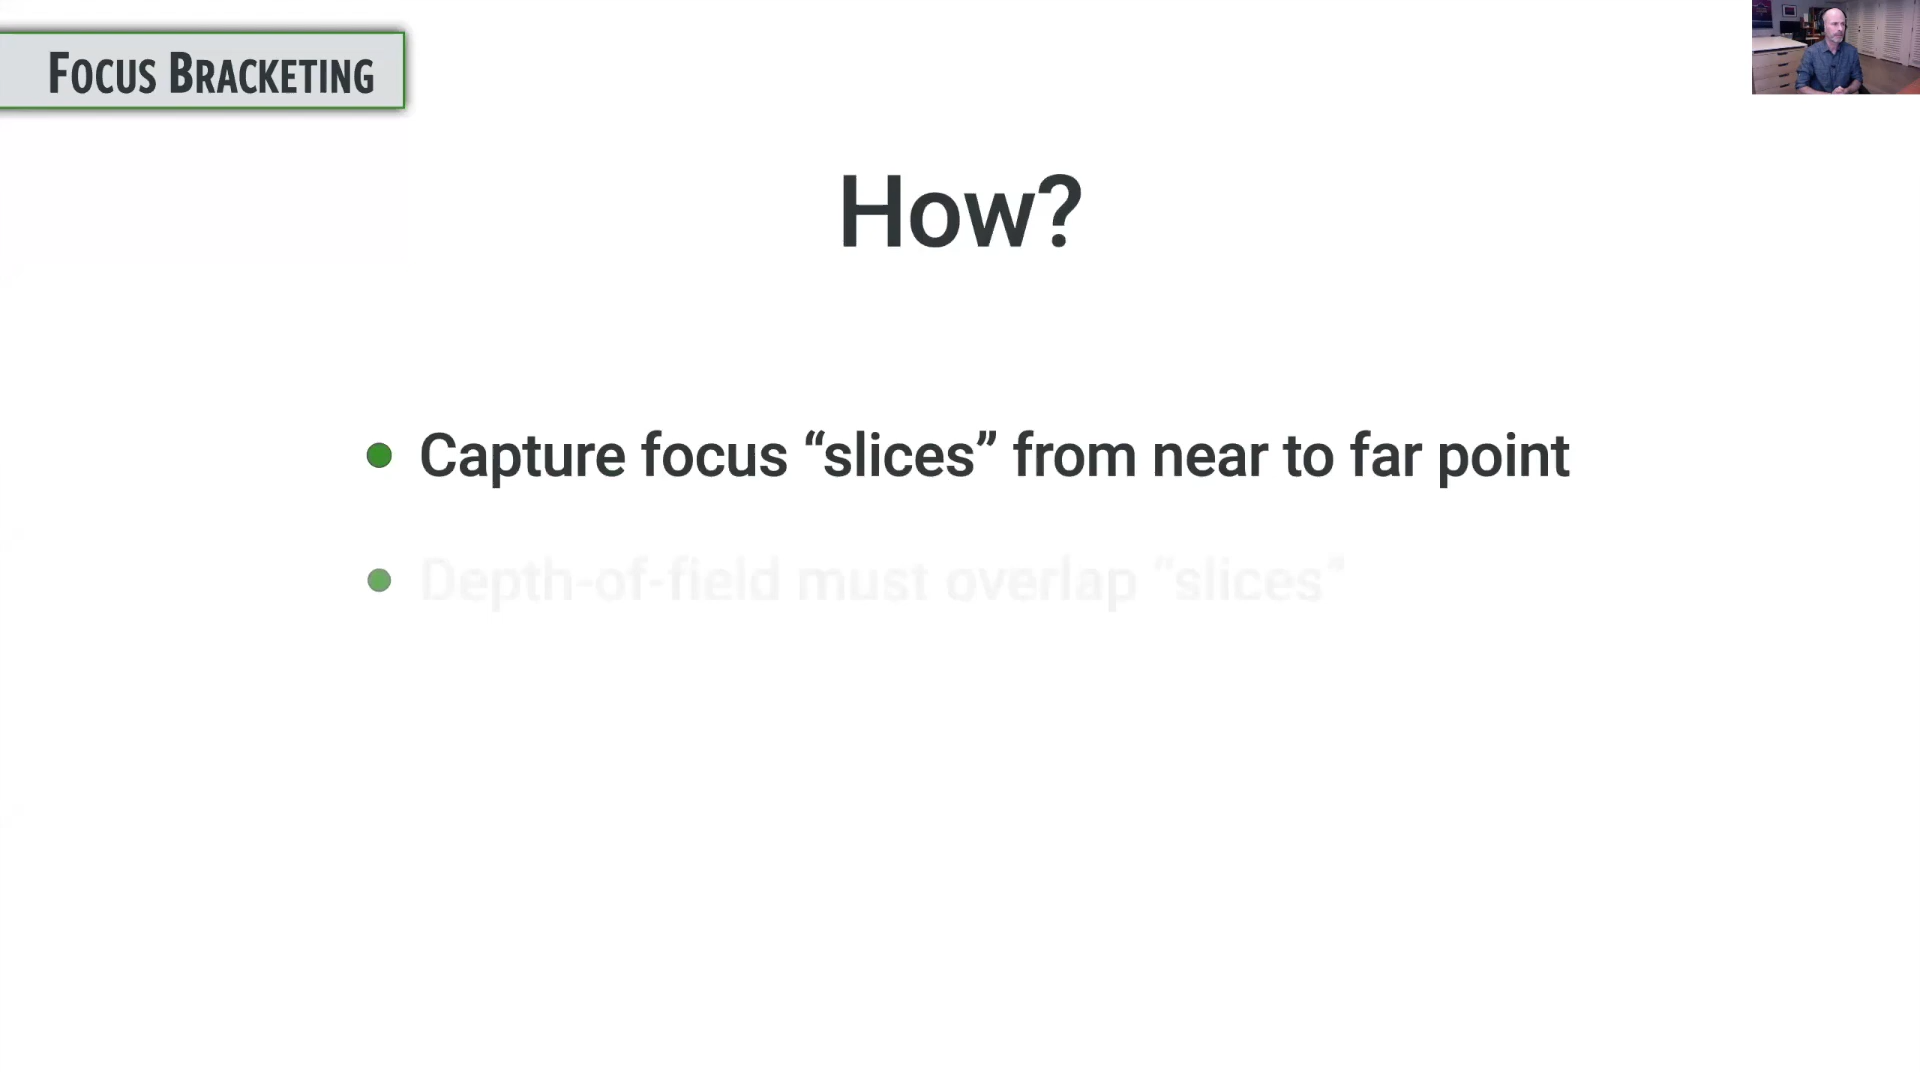 FOCUS BRACKETING
How?
Capture focus “slices” from near to far point
Depth-of-field must overlap “slices”